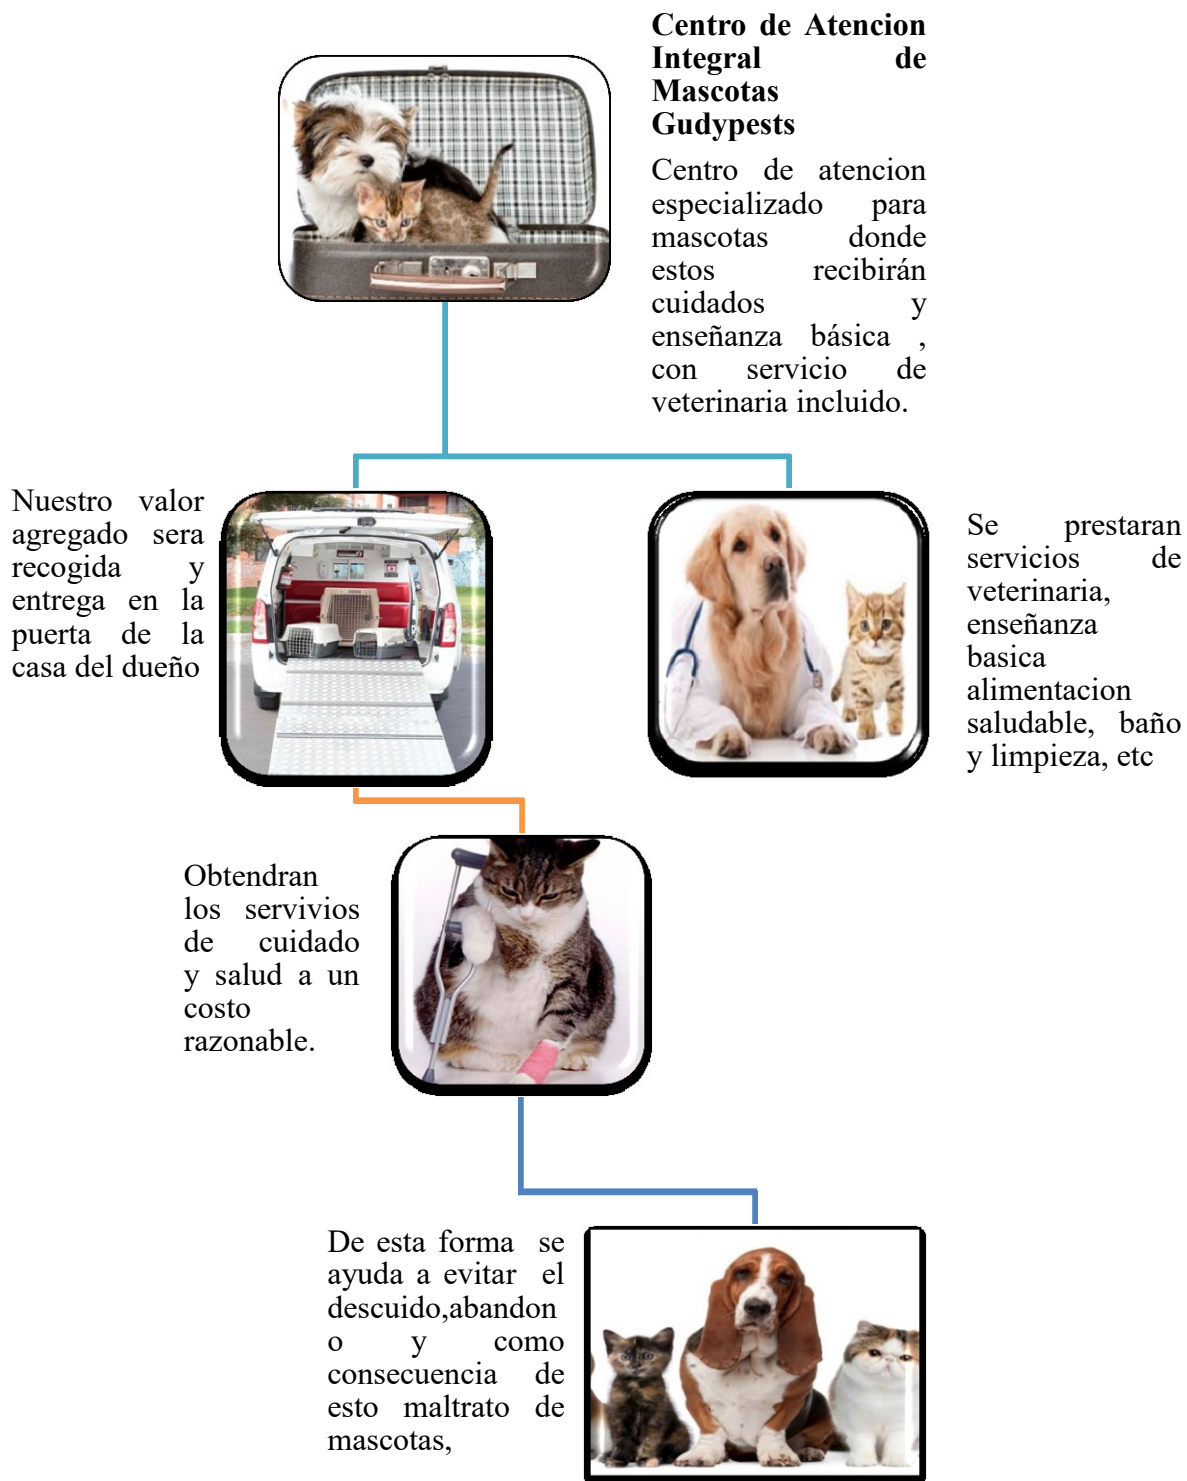 Centro de Atencion
Integral de
Mascotas
Gudypests
Centro de atencion
especializado para
mascotas donde
estos recibirán
cuidados y
enseñanza básica ,
con servicio de
veterinaria incluido.
Nuestro valor
agregado sera
recogida y
entrega en la
puerta de la
casa del dueño
Se prestaran
servicios de
veterinaria,
enseñanza
basica
alimentacion
saludable, baño
y limpieza, etc
Obtendran
los servivios
de cuidado
y salud a un
costo
razonable.
De esta forma se
ayuda a evitar el
descuido,abandon
o y como
consecuencia de
esto maltrato de
mascotas,